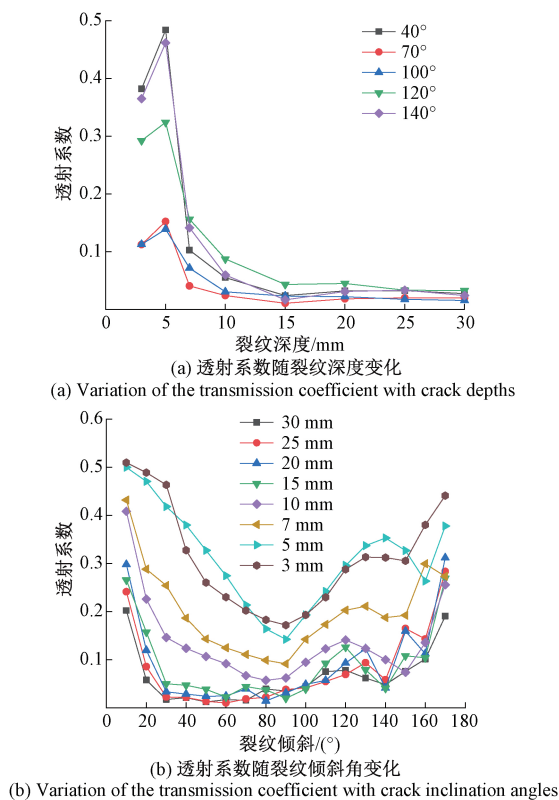 0.5
0.4
0.3
0.2
0.1
透射系数
40°
70°
100°
120°
140°
0 5 10 15 20 25 30
裂纹深度/mm
(a) 透射系数随裂纹深度变化
(a) Variation of the transmission coefficient with crack depths
0.6
0.5
0.4
0.3
0.2
0.1
透射系数
30 mm
25 mm
20 mm
15 mm
10 mm
7 mm
5 mm
3 mm
0 20 40 60 80 100 120 140 160 180
裂纹倾斜/(°)
(b) 透射系数随裂纹倾斜角变化
(b) Variation of the transmission coefficient with crack inclination angles